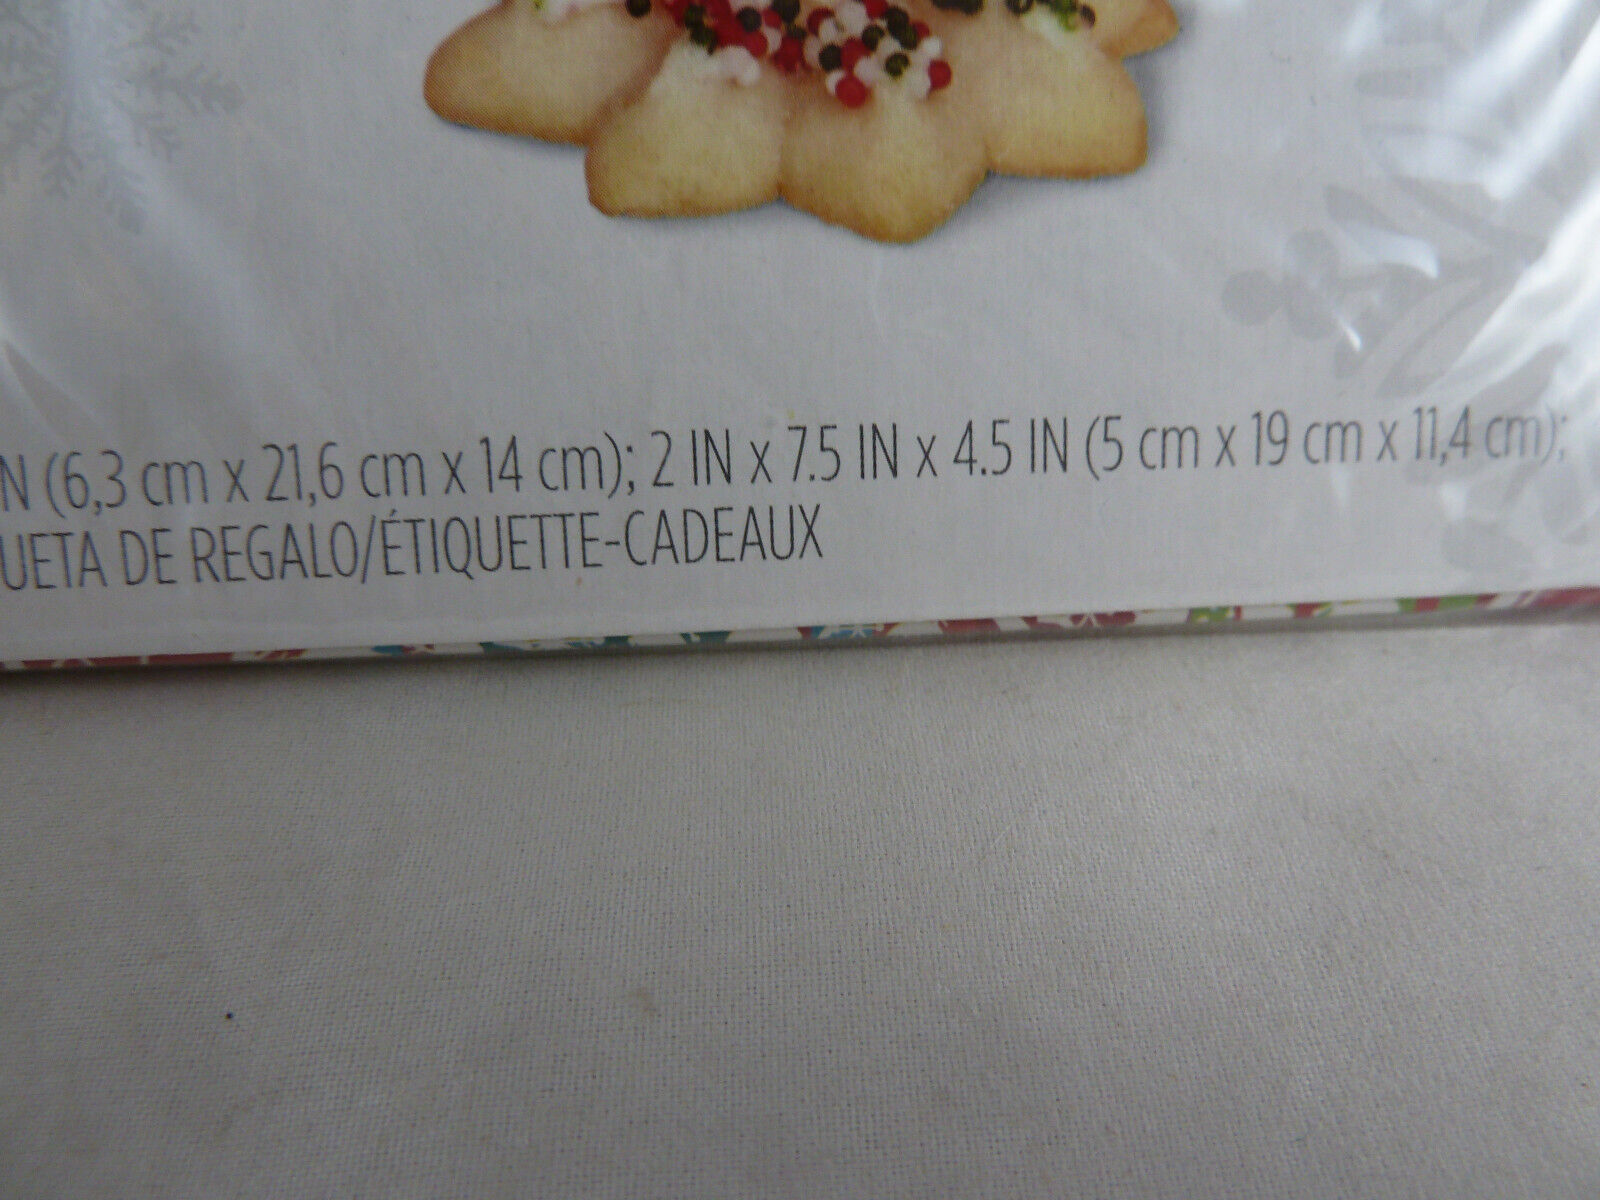 N (6,3 cm x 21,6 cm x 14 cm); 2 IN x 7.5 IN x 4.5 IN (5 cm x 19 cm x 11,4 cm);
UETA DE REGALO/ÉTIQUETTE-CADEAUX